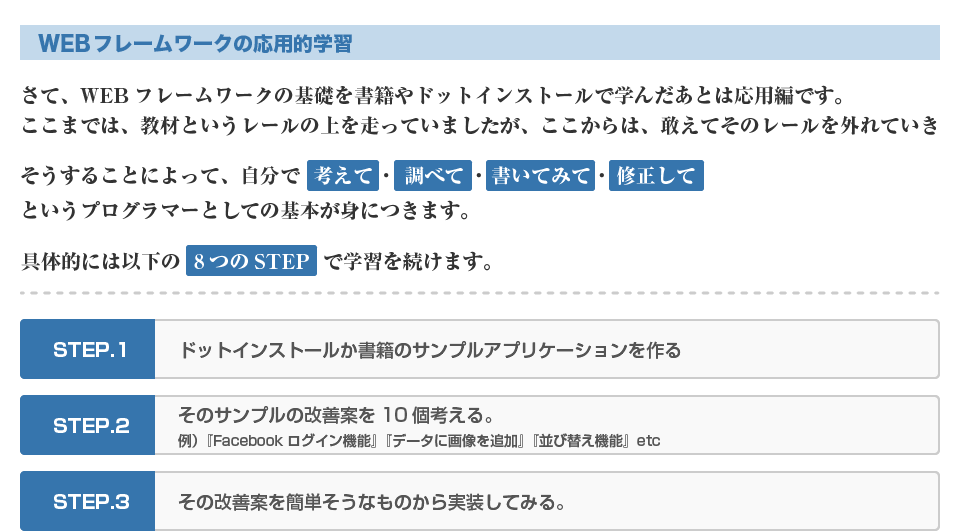 WEBフレームワークの応用的学習
さて、WEBフレームワークの基礎を書籍やドットインストールで学んだあとは応用編です。
ここまでは、教材というレールの上を走っていましたが、ここからは、敢えてそのレールを外れていき
そうすることによって、自分で 考えて・調べて・書いてみて・修正して
というプログラマーとしての基本が身につきます。
具体的には以下の 8つのSTEP で学習を続けます。
STEP.1 ドットインストールか書籍のサンプルアプリケーションを作る
STEP.2 そのサンプルの改善案を10個考える。
例）『Facebookログイン機能』『データに画像を追加』『並び替え機能』etc
STEP.3 その改善案を簡単そうなものから実装してみる。